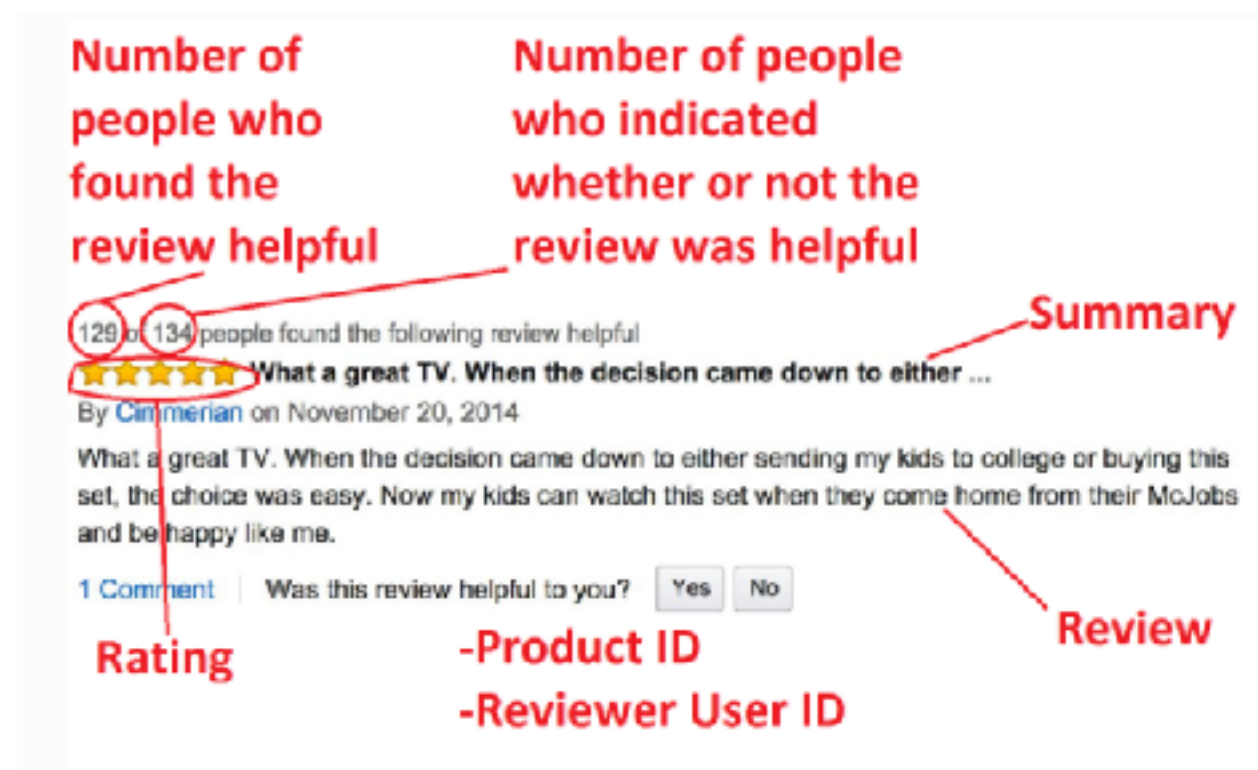 Number of
people who
found the
review helpful
Number of people
who indicated
whether or not the
review was helpful
129 of 134 people found the following review helpful
Summary
What a great TV. When the decision came down to either ...
By Cimmerian on November 20, 2014
What a great TV. When the decision came down to either sending my kids to college or buying this
set, the choice was easy. Now my kids can watch this set when they come home from their McJobs
and be happy like me.
1 Comment Was this review helpful to you? Yes No
Rating
-Product ID
-Reviewer User ID
Review